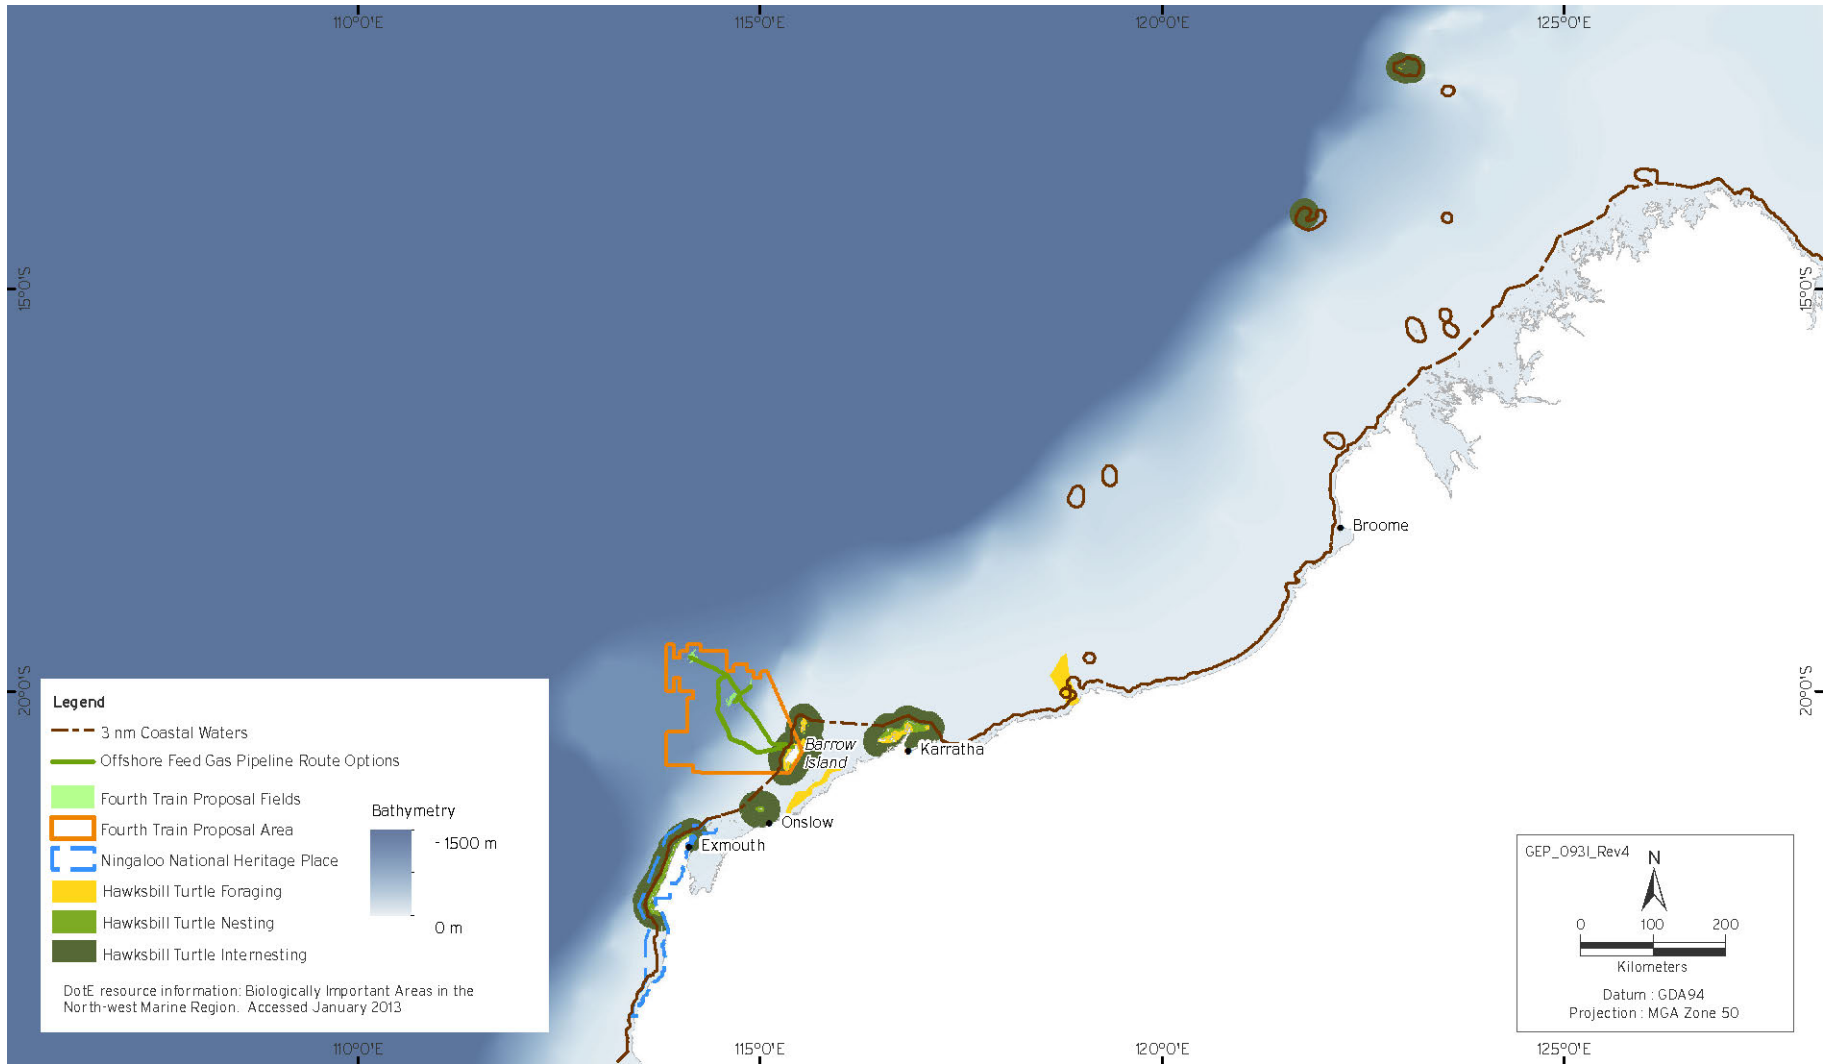 110°0'E
115°0'E
120°0'E
125°0'E
15°0'S
15°0'S
Broome
20°0'S
20°0'S
Barrow
Island
Karratha
Onslow
Exmouth
Legend
3 nm Coastal Waters
Offshore Feed Gas Pipeline Route Options
Fourth Train Proposal Fields
Fourth Train Proposal Area
Ningaloo National Heritage Place
Hawksbill Turtle Foraging
Hawksbill Turtle Nesting
Hawksbill Turtle Internesting
Bathymetry
- 1500 m
0 m
DotE resource information: Biologically Important Areas in the
North-west Marine Region. Accessed January 2013
GEP_093I_Rev4
N
0 100 200
Kilometers
Datum : GDA94
Projection : MGA Zone 50
110°0'E
115°0'E
120°0'E
125°0'E